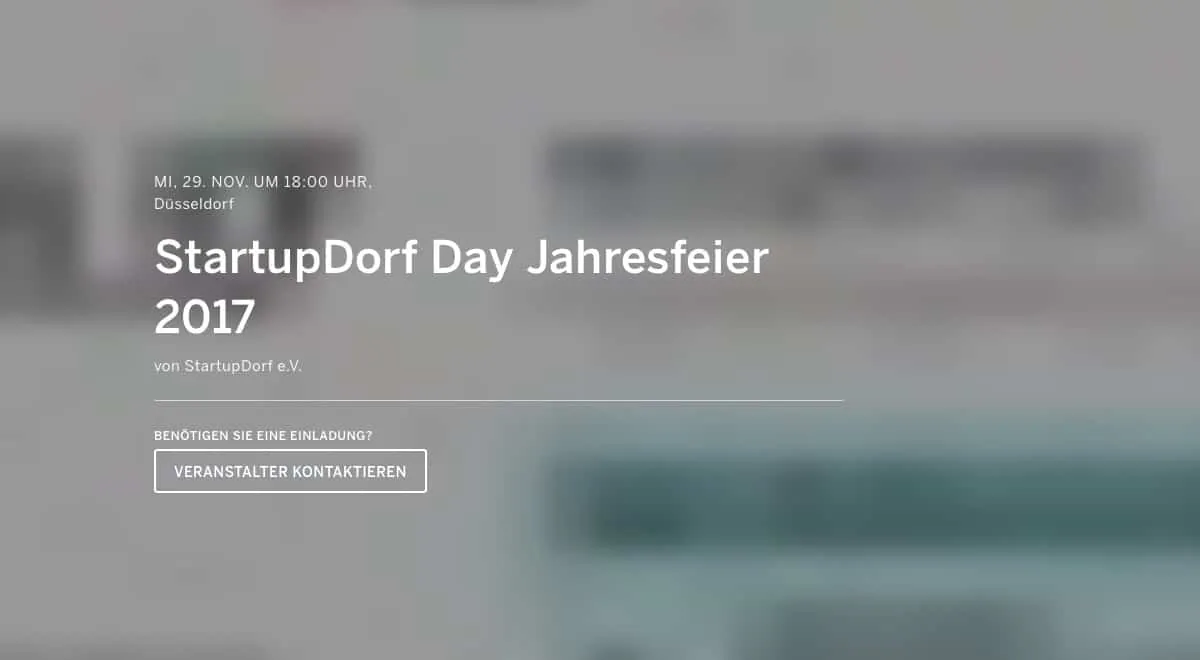 MI, 29. NOV. UM 18:00 UHR,
Düsseldorf
StartupDorf Day Jahresfeier
2017
von StartupDorf e.V.
BENÖTIGEN SIE EINE EINLADUNG?
VERANSTALTER KONTAKTIEREN